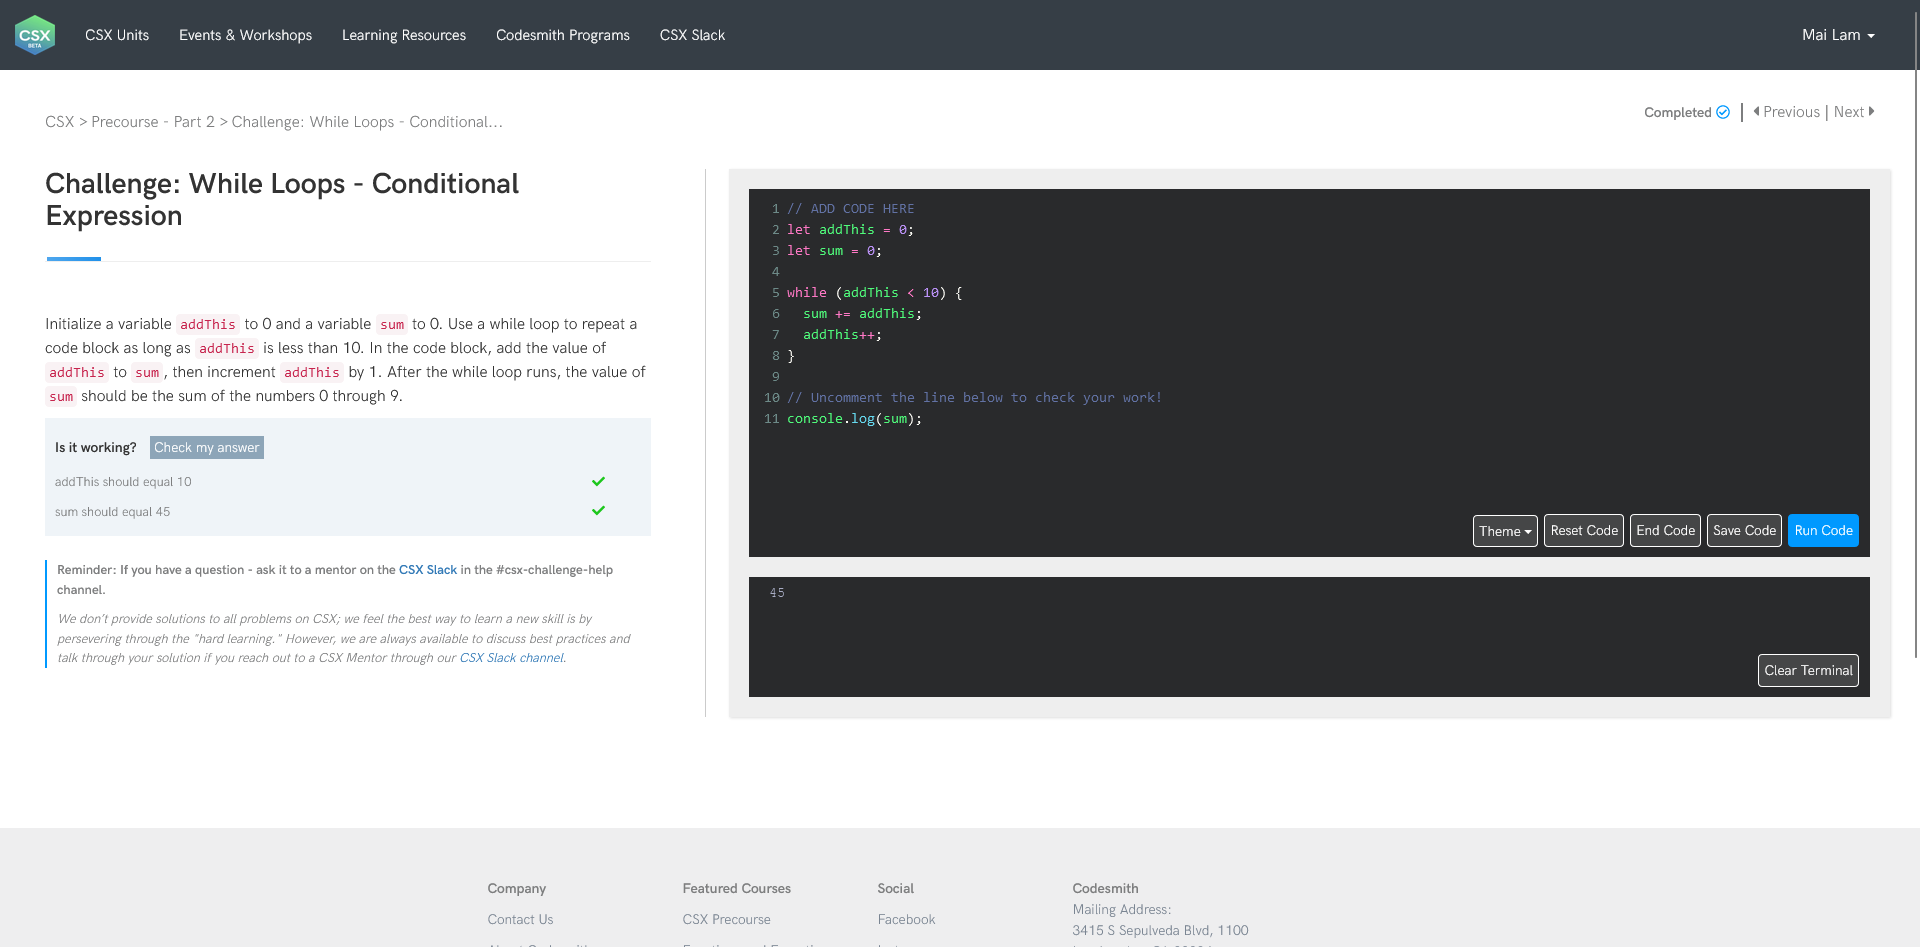 CSX
BETA
CSX Units
Events & Workshops
Learning Resources
Codesmith Programs
CSX Slack
Mai Lam
CSX > Precourse - Part 2 > Challenge: While Loops - Conditional...
Completed
Previous | Next
Challenge: While Loops - Conditional
Expression
Initialize a variable addThis to 0 and a variable sum to 0. Use a while loop to repeat a
code block as long as addThis is less than 10. In the code block, add the value of
addThis to sum, then increment addThis by 1. After the while loop runs, the value of
sum should be the sum of the numbers 0 through 9.
Is it working? Check my answer
addThis should equal 10
sum should equal 45
Reminder: If you have a question - ask it to a mentor on the CSX Slack in the #csx-challenge-help
channel.
We don't provide solutions to all problems on CSX; we feel the best way to learn a new skill is by
persevering through the "hard learning." However, we are always available to discuss best practices and
talk through your solution if you reach out to a CSX Mentor through our CSX Slack channel.
1 // ADD CODE HERE
2 let addThis = 0;
3 let sum = 0;
4
5 while (addThis < 10) {
6 sum += addThis;
7 addThis++;
8 }
9
10 // Uncomment the line below to check your work!
11 console.log(sum);
Theme
Reset Code
End Code
Save Code
Run Code
45
Clear Terminal
Company
Contact Us
Featured Courses
CSX Precourse
Social
Facebook
Codesmith
Mailing Address:
3415 S Sepulveda Blvd, 1100